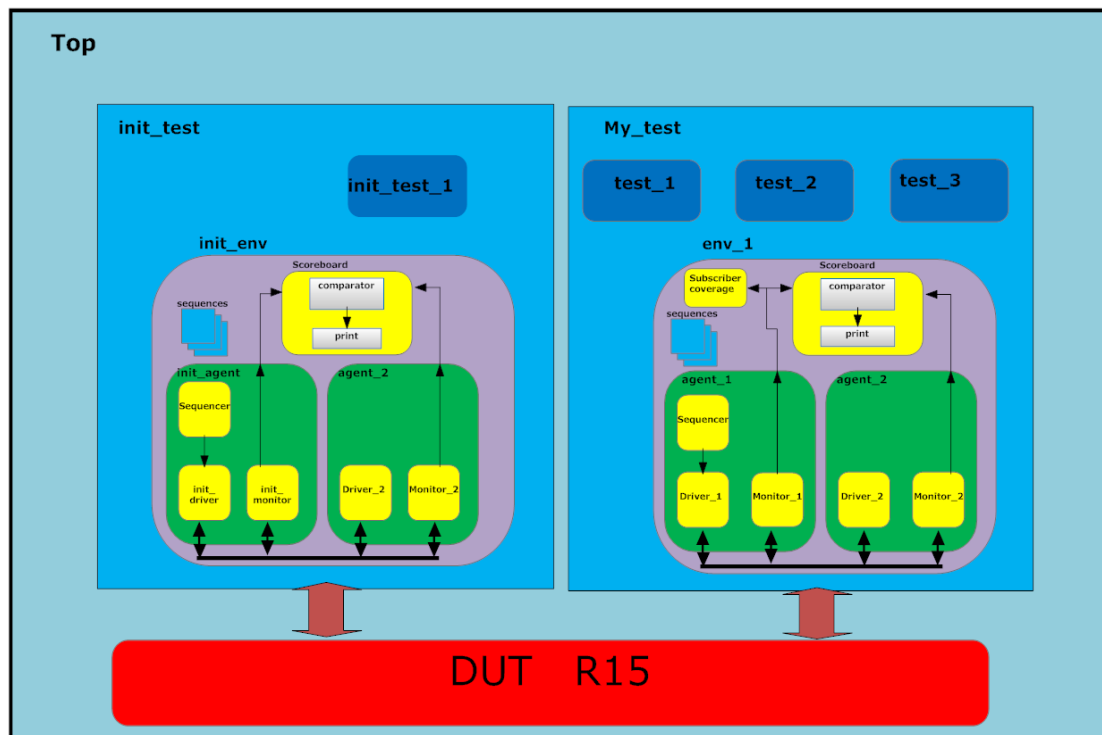 Top
init_test
init_test_1
init_env
Scoreboard
comparator
print
sequences
init_agent
agent_2
Sequencer
init_
driver
init_
monitor
Driver_2
Monitor_2
My_test
test_1
test_2
test_3
env_1
Scoreboard
Subscriber
coverage
comparator
print
sequences
agent_1
agent_2
Sequencer
Driver_1
Monitor_1
Driver_2
Monitor_2
DUT R15